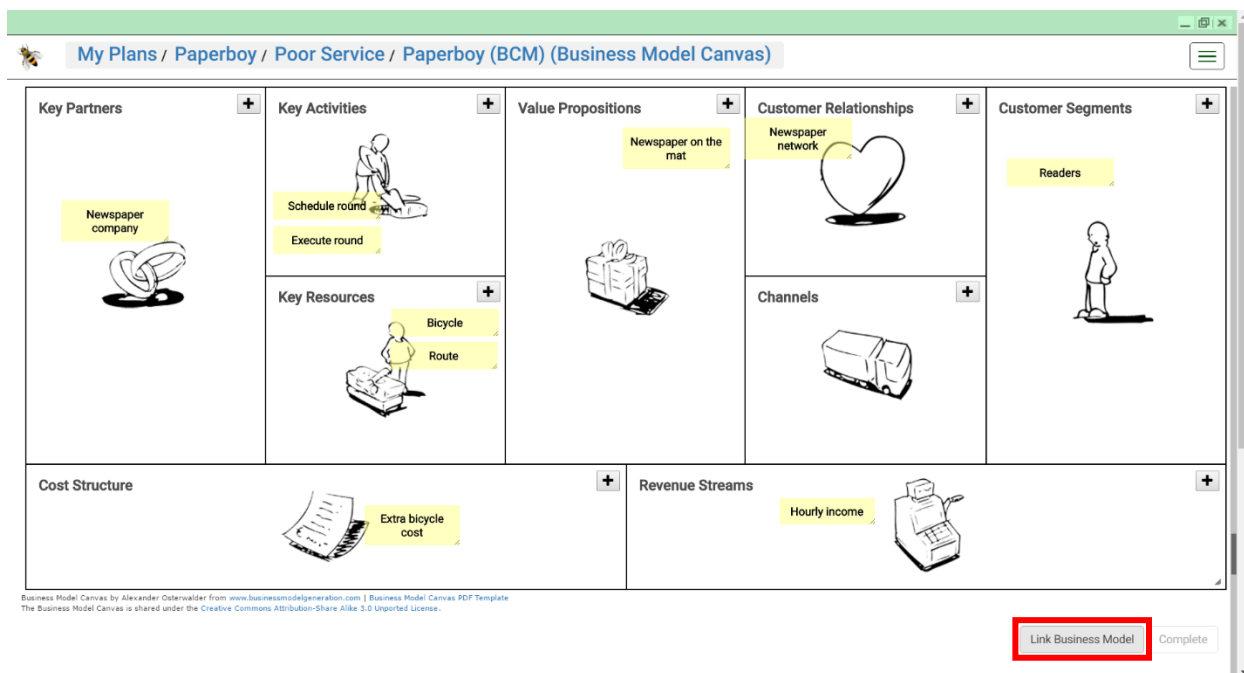 My Plans / Paperboy / Poor Service / Paperboy (BCM) (Business Model Canvas)
Key Partners
Newspaper
company
Key Activities
Schedule round
Execute round
Key Resources
Bicycle
Route
Value Propositions
Newspaper on the
mat
Customer Relationships
Newspaper
network
Channels
Customer Segments
Readers
Cost Structure
Extra bicycle
cost
Revenue Streams
Hourly income
Business Model Canvas by Alexander Osterwalder from www.businessmodelgeneration.com | Business Model Canvas PDF Template
The Business Model Canvas is shared under the Creative Commons Attribution-Share Alike 3.0 Unported License.
Link Business Model
Complete